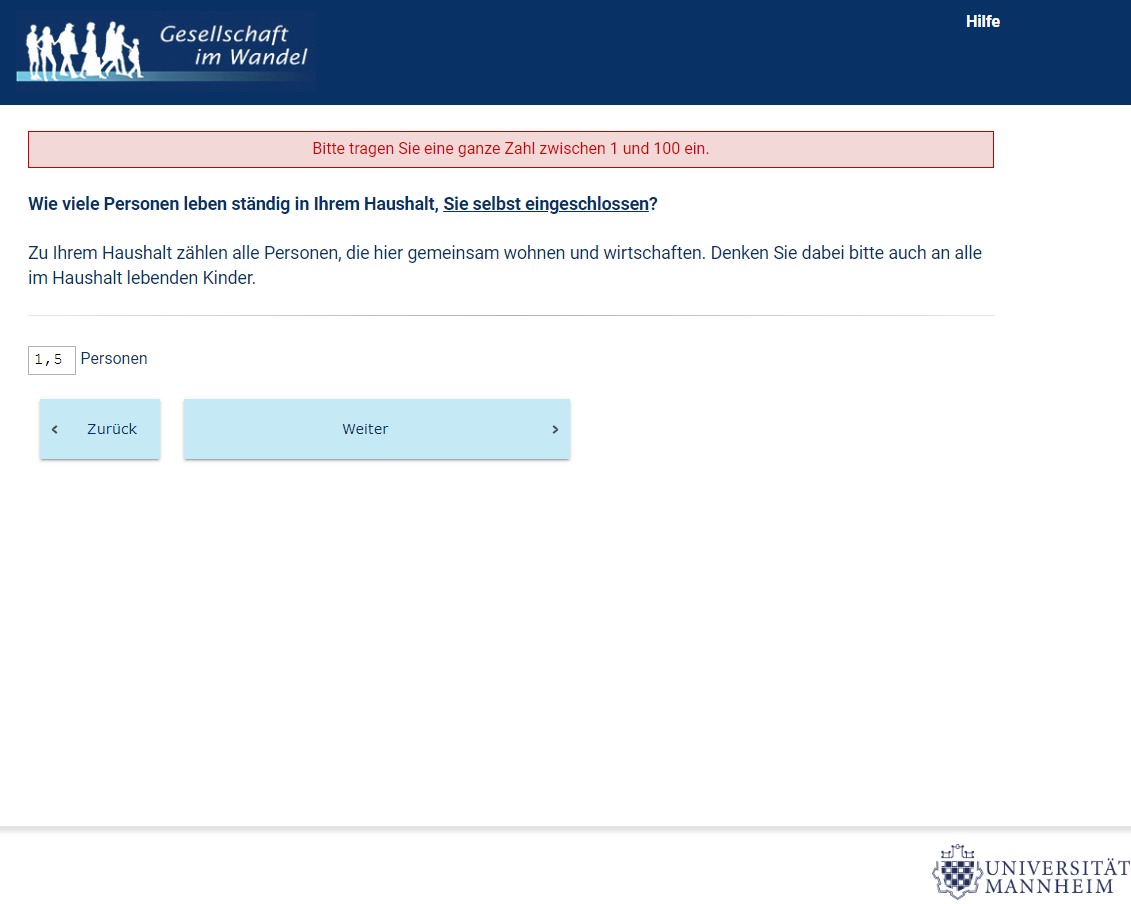 Gesellschaft
im Wandel
Hilfe
Bitte tragen Sie eine ganze Zahl zwischen 1 und 100 ein.
Wie viele Personen leben ständig in Ihrem Haushalt, Sie selbst eingeschlossen?
Zu Ihrem Haushalt zählen alle Personen, die hier gemeinsam wohnen und wirtschaften. Denken Sie dabei bitte auch an alle
im Haushalt lebenden Kinder.
1,5 Personen
‹ Zurück
Weiter ›
UNIVERSITÄT
MANNHEIM